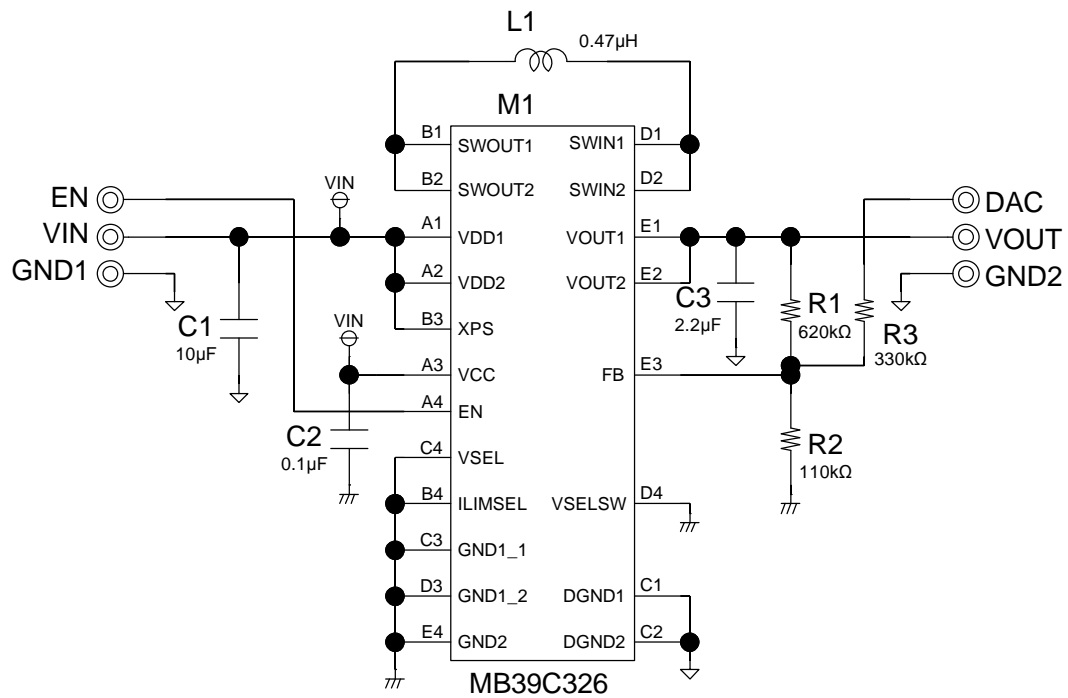 L1
0.47µH
M1
B1
SWOUT1
SWIN1
D1
B2
SWOUT2
SWIN2
D2
EN
VIN
DAC
VIN
A1
VDD1
VOUT1
E1
VOUT
GND1
A2
VDD2
VOUT2
E2
GND2
C1
10µF
B3
XPS
C3
2.2µF
R1
620kΩ
R3
330kΩ
VIN
A3
VCC
FB
E3
A4
EN
C2
0.1µF
C4
VSEL
R2
110kΩ
B4
ILIMSEL
VSELSW
D4
C3
GND1_1
D3
GND1_2
DGND1
C1
E4
GND2
DGND2
C2
MB39C326